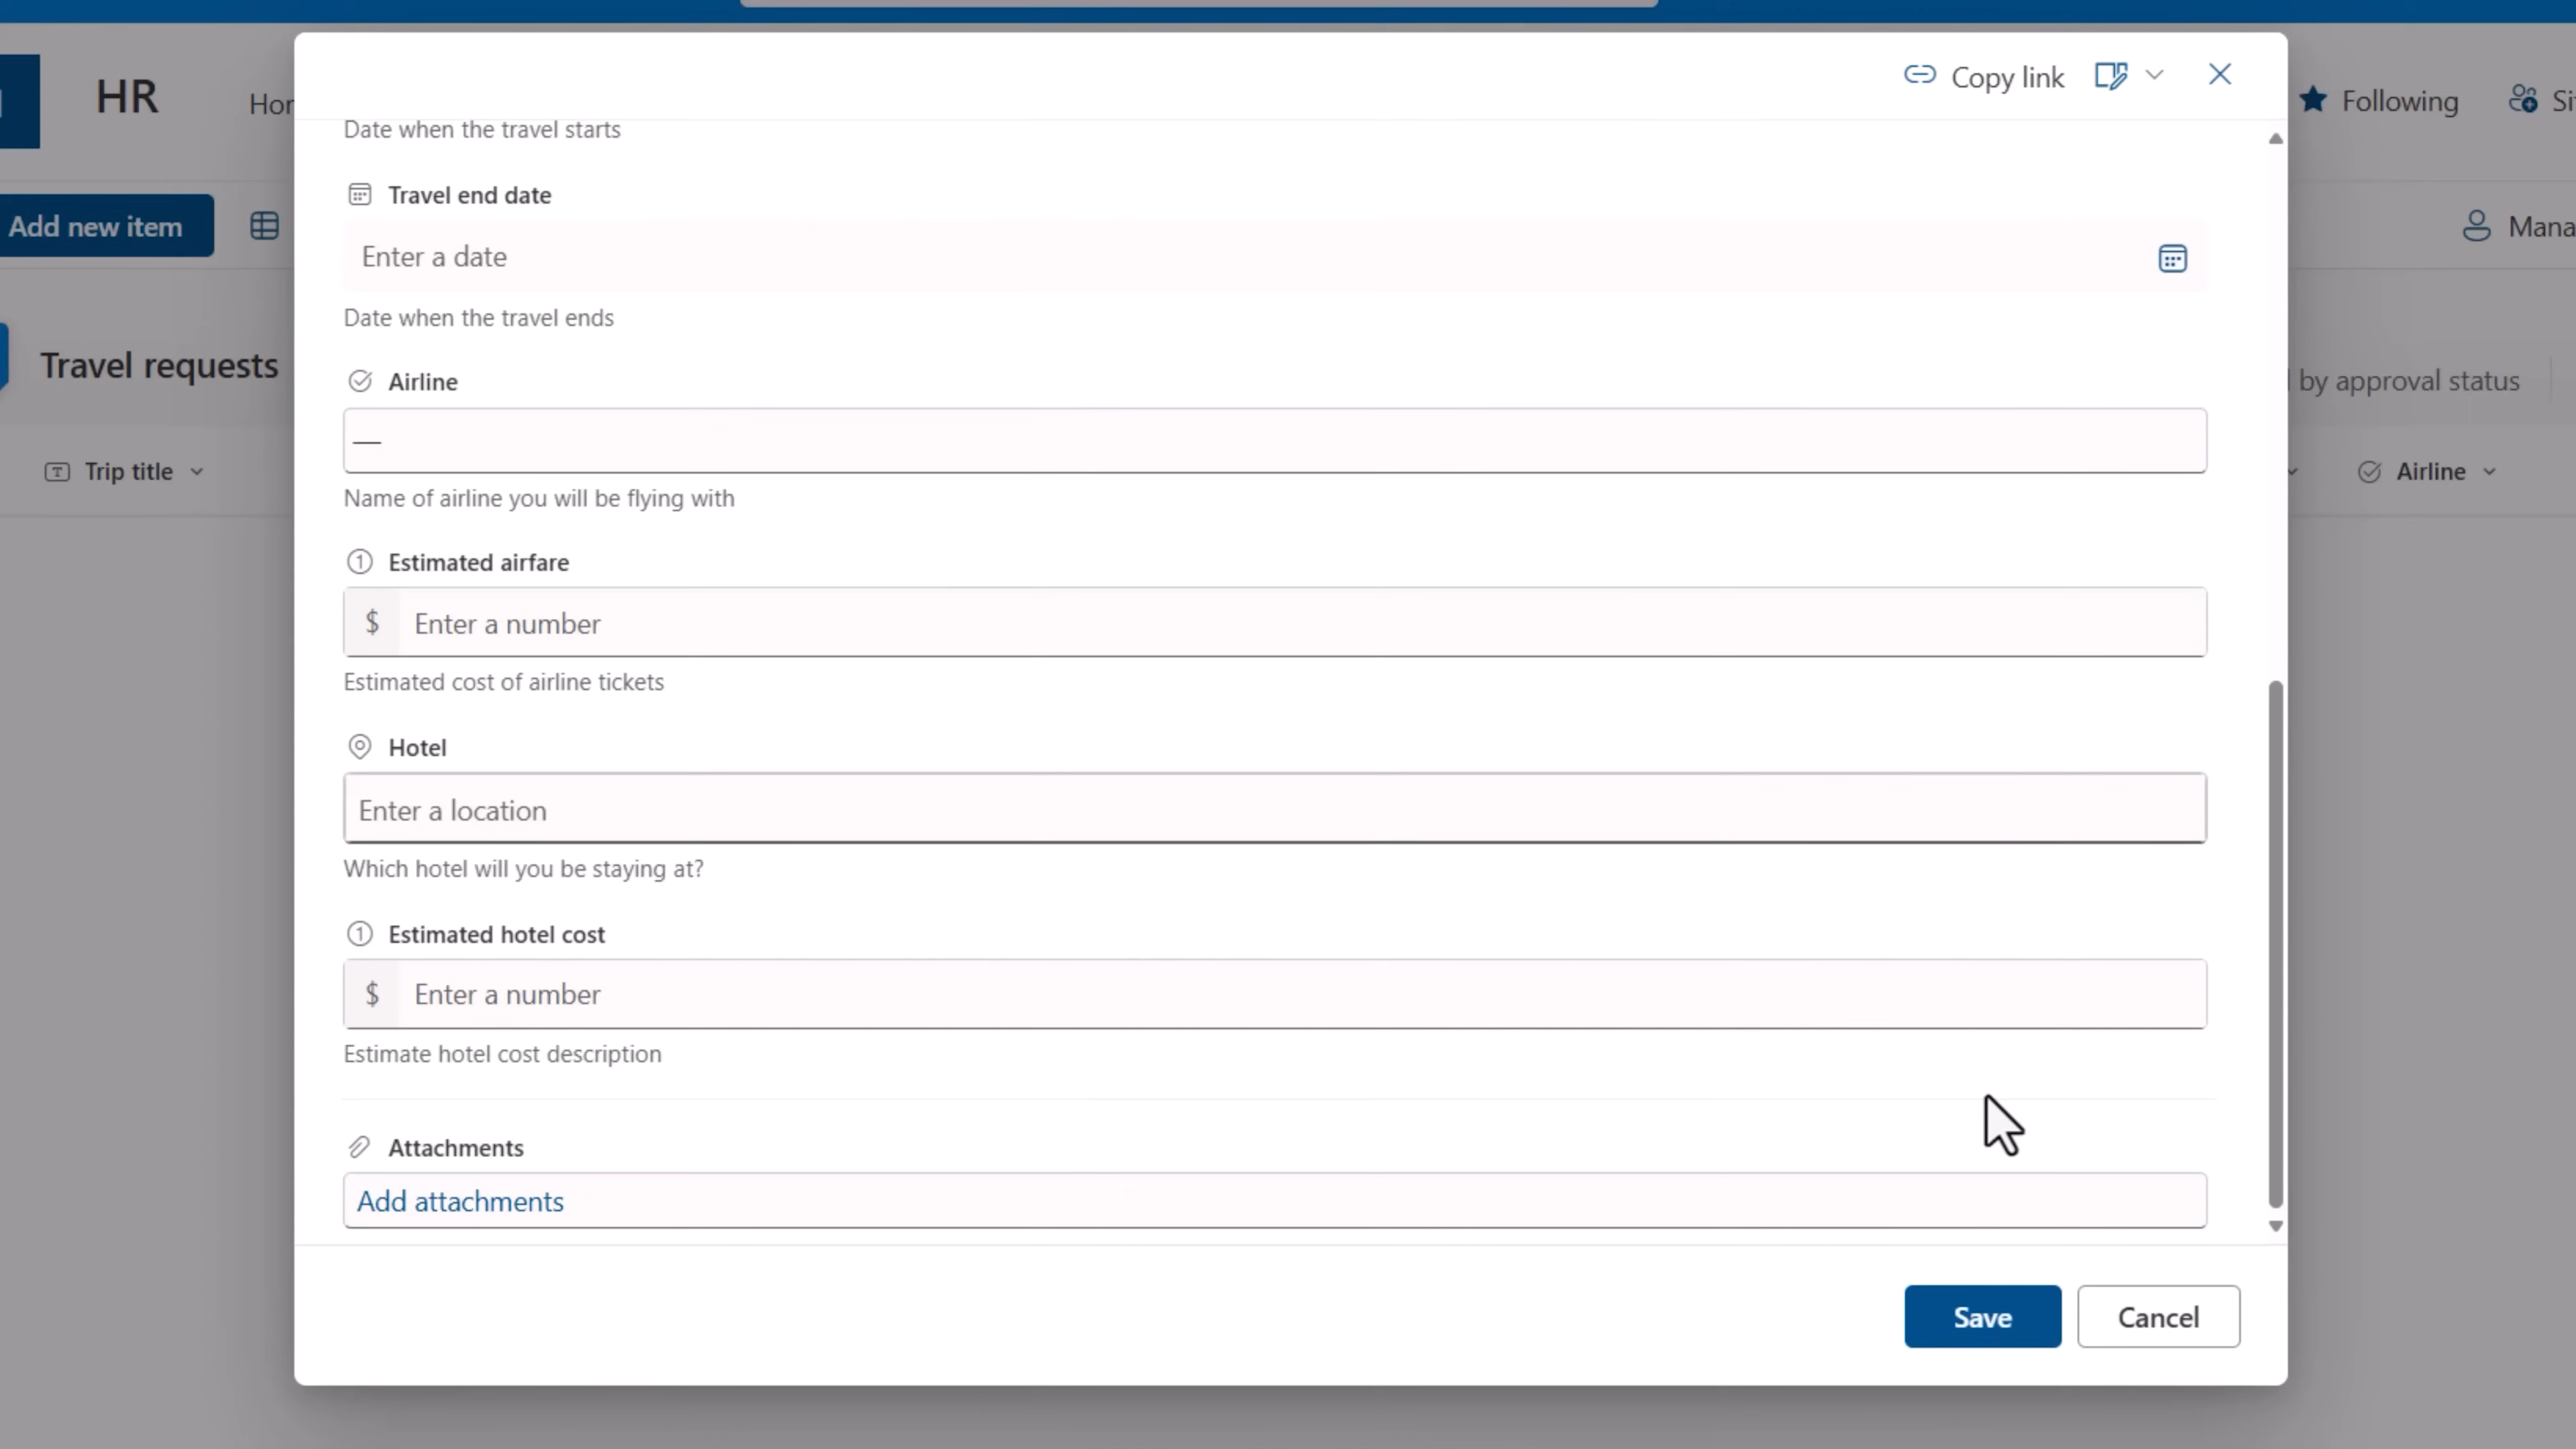 Copy link
HR
Following
Date when the travel starts
Travel end date
Add new item
Enter a date
Date when the travel ends
Travel requests
by approval status
Airline
—
Trip title
Airline
Name of airline you will be flying with
Estimated airfare
$ Enter a number
Estimated cost of airline tickets
Hotel
Enter a location
Which hotel will you be staying at?
Estimated hotel cost
$ Enter a number
Estimate hotel cost description
Attachments
Add attachments
Save
Cancel